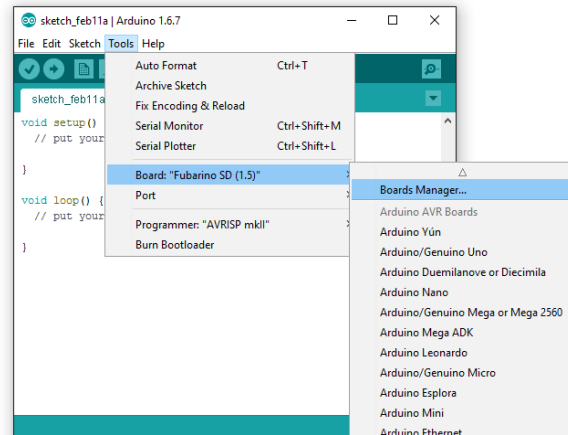 sketch_feb11a | Arduino 1.6.7
File Edit Sketch Tools Help
sketch_feb11a
void setup()
// put your
}
void loop() {
// put your
}
Auto Format Ctrl+T
Archive Sketch
Fix Encoding & Reload
Serial Monitor Ctrl+Shift+M
Serial Plotter Ctrl+Shift+L
Board: "Fubarino SD (1.5)"
Port
Programmer: "AVRISP mkII"
Burn Bootloader
Boards Manager...
Arduino AVR Boards
Arduino Yún
Arduino/Genuino Uno
Arduino Duemilanove or Diecimila
Arduino Nano
Arduino/Genuino Mega or Mega 2560
Arduino Mega ADK
Arduino Leonardo
Arduino/Genuino Micro
Arduino Esplora
Arduino Mini
Arduino Ethernet